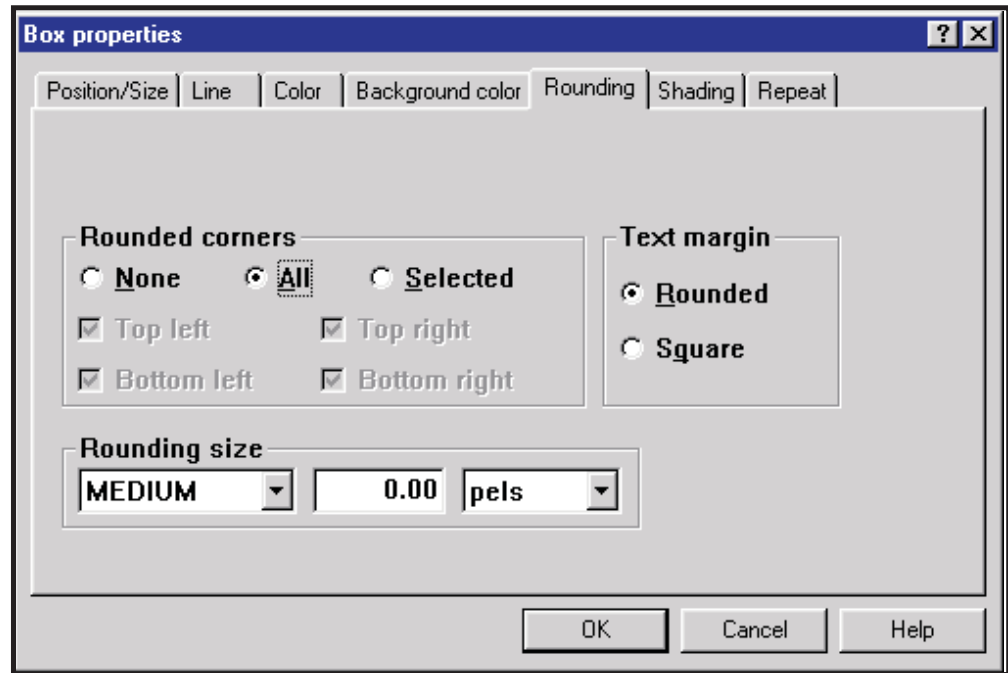 Box properties
Position/Size Line Color Background color Rounding Shading Repeat
Rounded corners
None All Selected
Top left Top right
Bottom left Bottom right
Text margin
Rounded
Square
Rounding size
MEDIUM 0.00 pels
OK Cancel Help